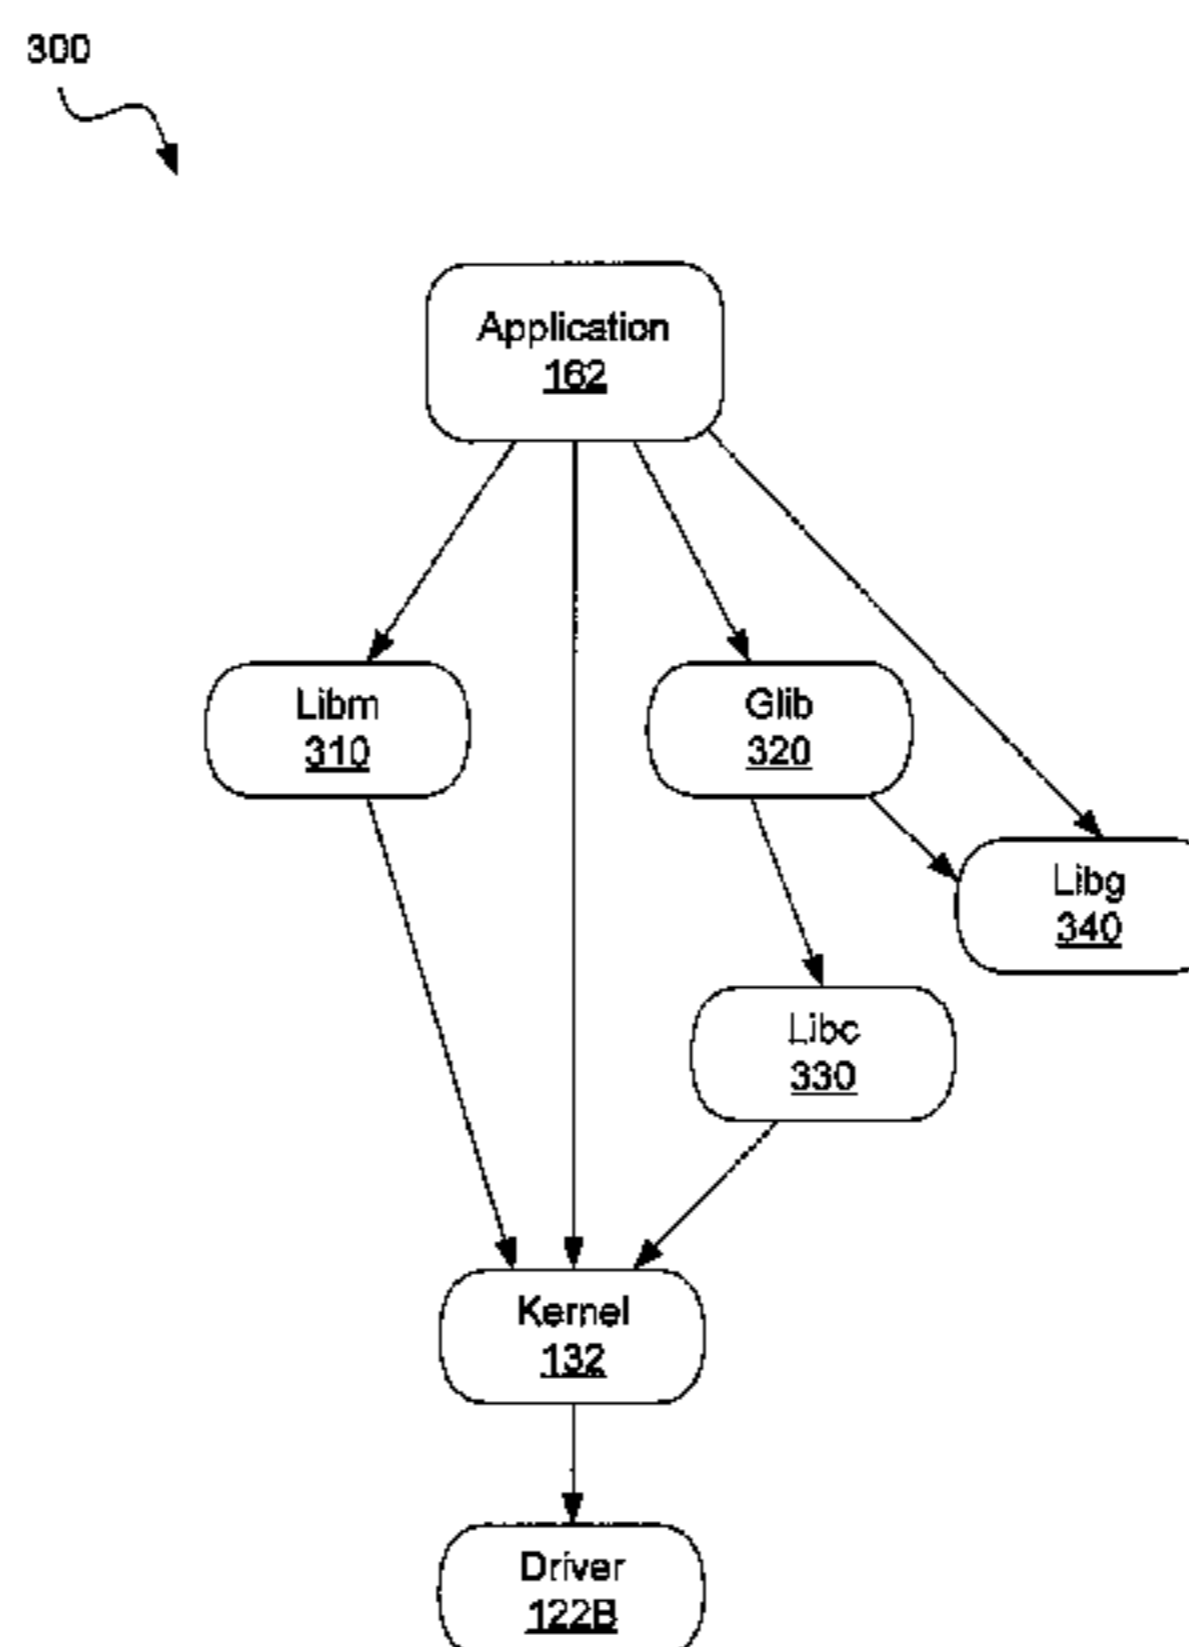 300
Application
162
Libm
310
Glib
320
Libg
340
Libc
330
Kernel
132
Driver
122B